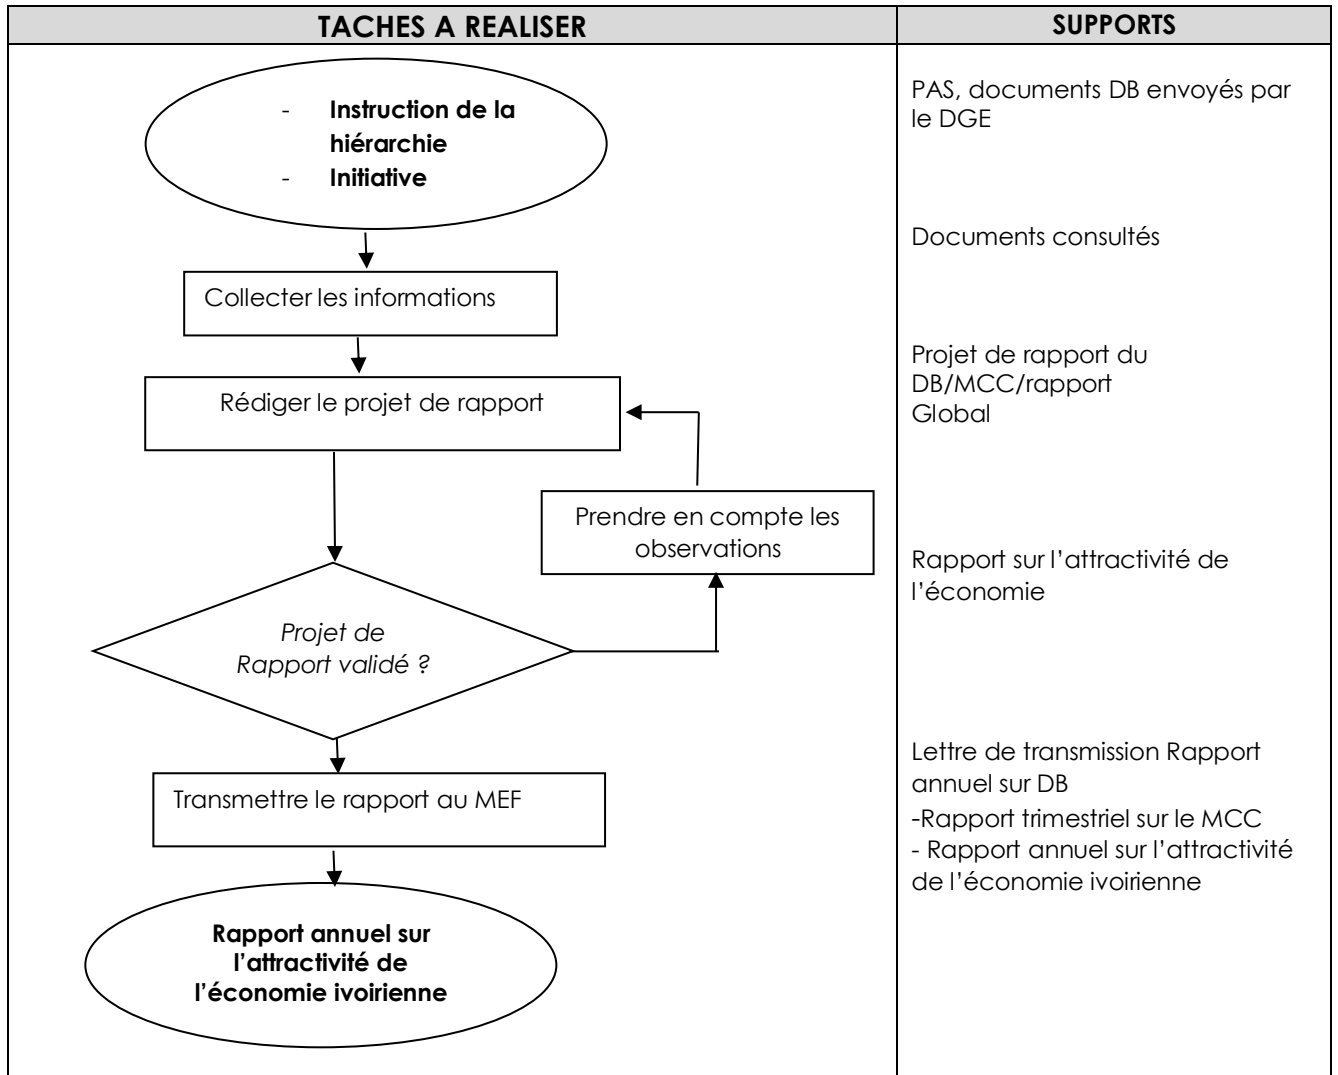 TACHES A REALISER
SUPPORTS
- Instruction de la
hiérarchie
- Initiative
Collecter les informations
Rédiger le projet de rapport
Prendre en compte les
observations
Projet de
Rapport validé ?
Transmettre le rapport au MEF
Rapport annuel sur
l'attractivité de
l'économie ivoirienne
PAS, documents DB envoyés par
le DGE
Documents consultés
Projet de rapport du
DB/MCC/rapport
Global
Rapport sur l'attractivité de
l'économie
Lettre de transmission Rapport
annuel sur DB
-Rapport trimestriel sur le MCC
- Rapport annuel sur l'attractivité
de l'économie ivoirienne